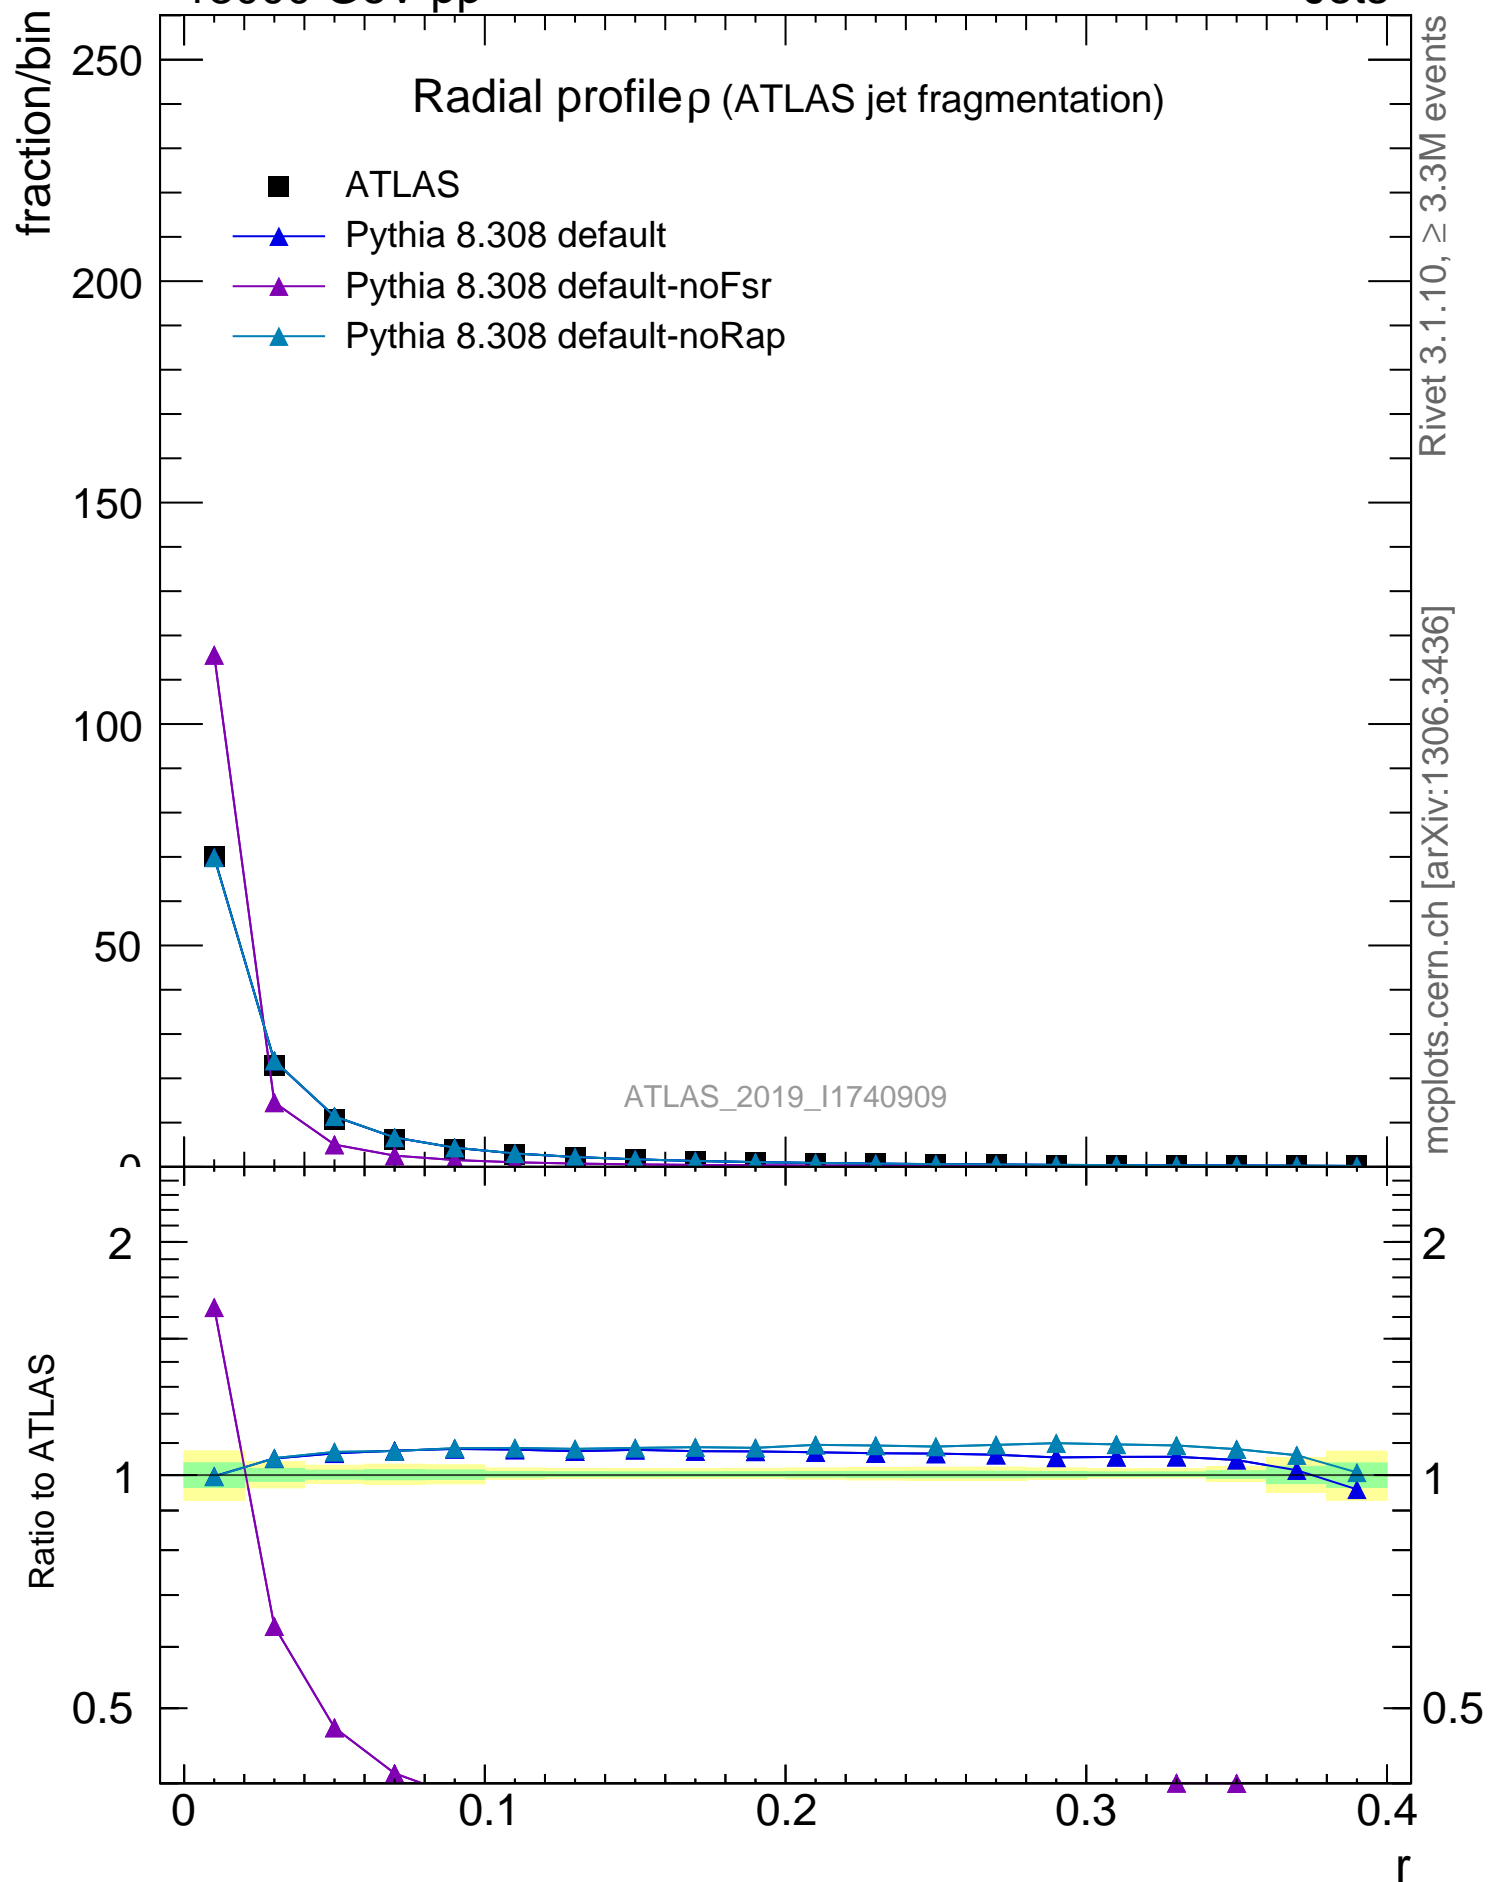 fraction/bin
250
200
150
100
50
0
Radial profileρ (ATLAS jet fragmentation)
ATLAS
Pythia 8.308 default
Pythia 8.308 default-noFsr
Pythia 8.308 default-noRap
ATLAS_2019_I1740909
Rivet 3.1.10, ≥ 3.3M events
mcplots.cern.ch [arXiv:1306.3436]
Ratio to ATLAS
2
1
0.5
2
1
0.5
0
0.1
0.2
0.3
0.4
r